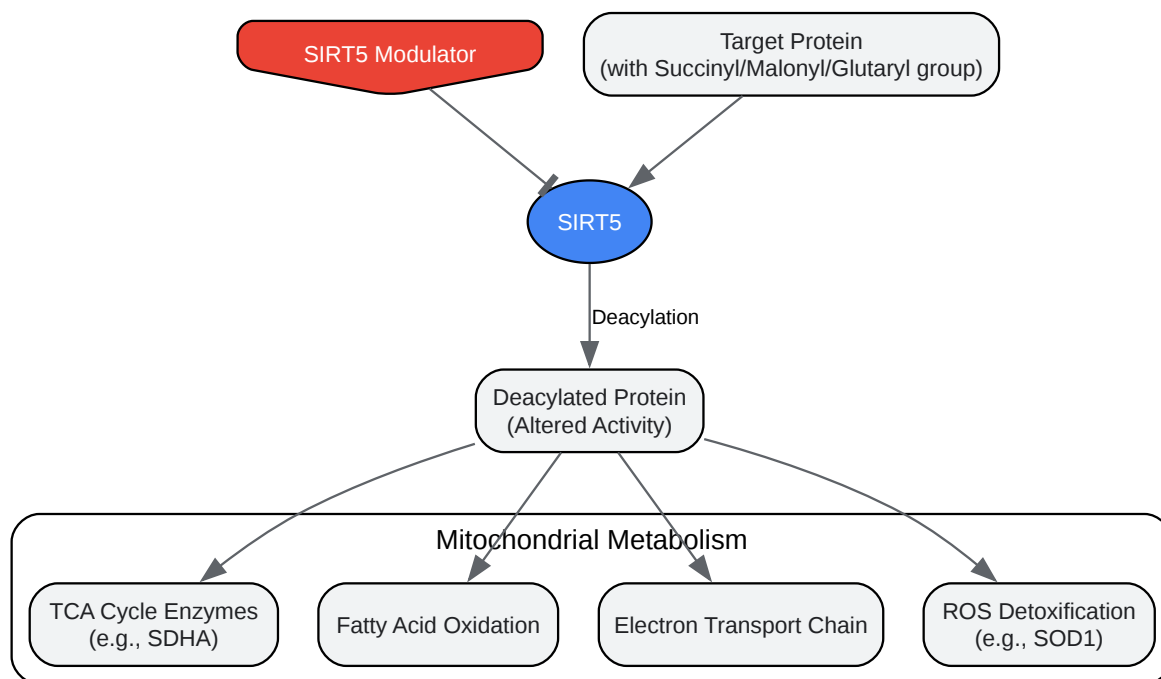 SIRT5 Modulator
Target Protein
(with Succinyl/Malonyl/Glutaryl group)
SIRT5
Deacylation
Deacylated Protein
(Altered Activity)
Mitochondrial Metabolism
TCA Cycle Enzymes
(e.g., SDHA)
Fatty Acid Oxidation
Electron Transport Chain
ROS Detoxification
(e.g., SOD1)